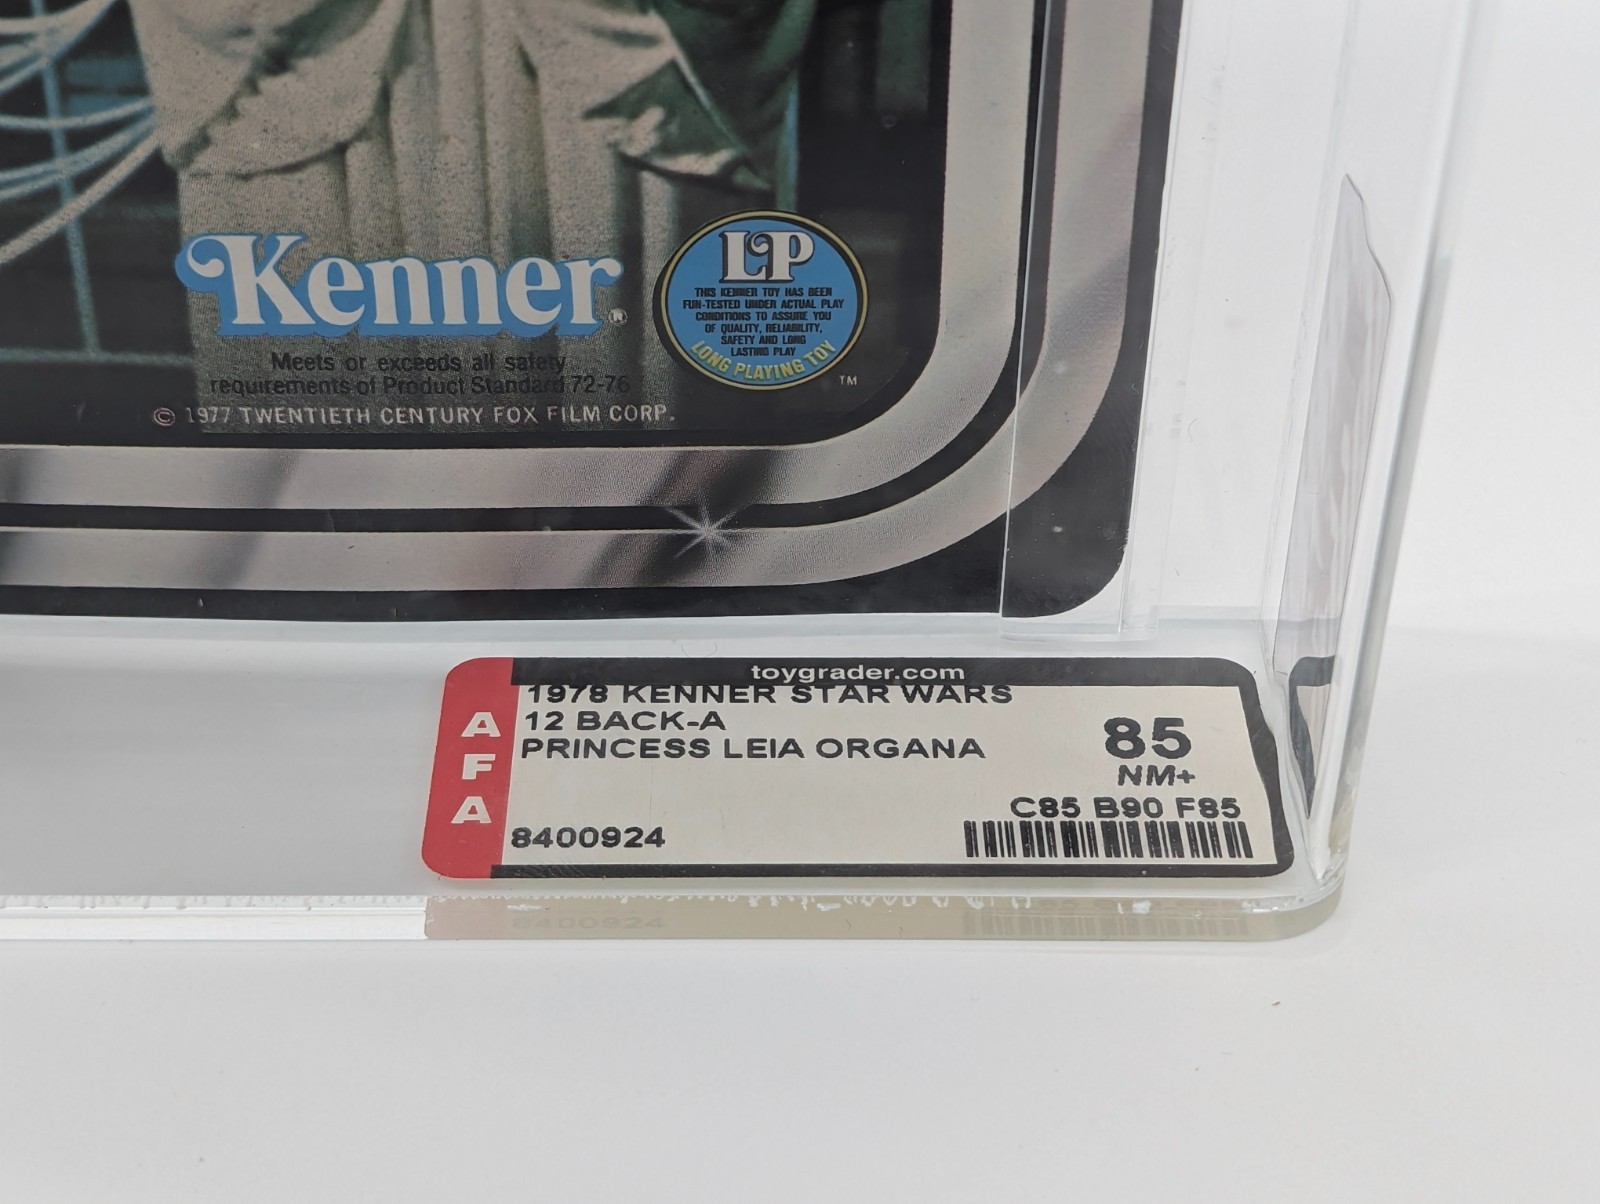 Kenner®
Meets or exceeds all safety
requirements of Product Standard 72-76
© 1977 TWENTIETH CENTURY FOX FILM CORP.
LP
THIS KENNER TOY HAS BEEN
FUN-TESTED UNDER ACTUAL PLAY
CONDITIONS TO ASSURE YOU
OF QUALITY, RELIABILITY,
SAFETY AND LONG
LASTING PLAY
LONG PLAYING TOY
TM
toygrader.com
AFA
1978 KENNER STAR WARS
12 BACK-A
PRINCESS LEIA ORGANA
85
NM+
C85 B90 F85
8400924